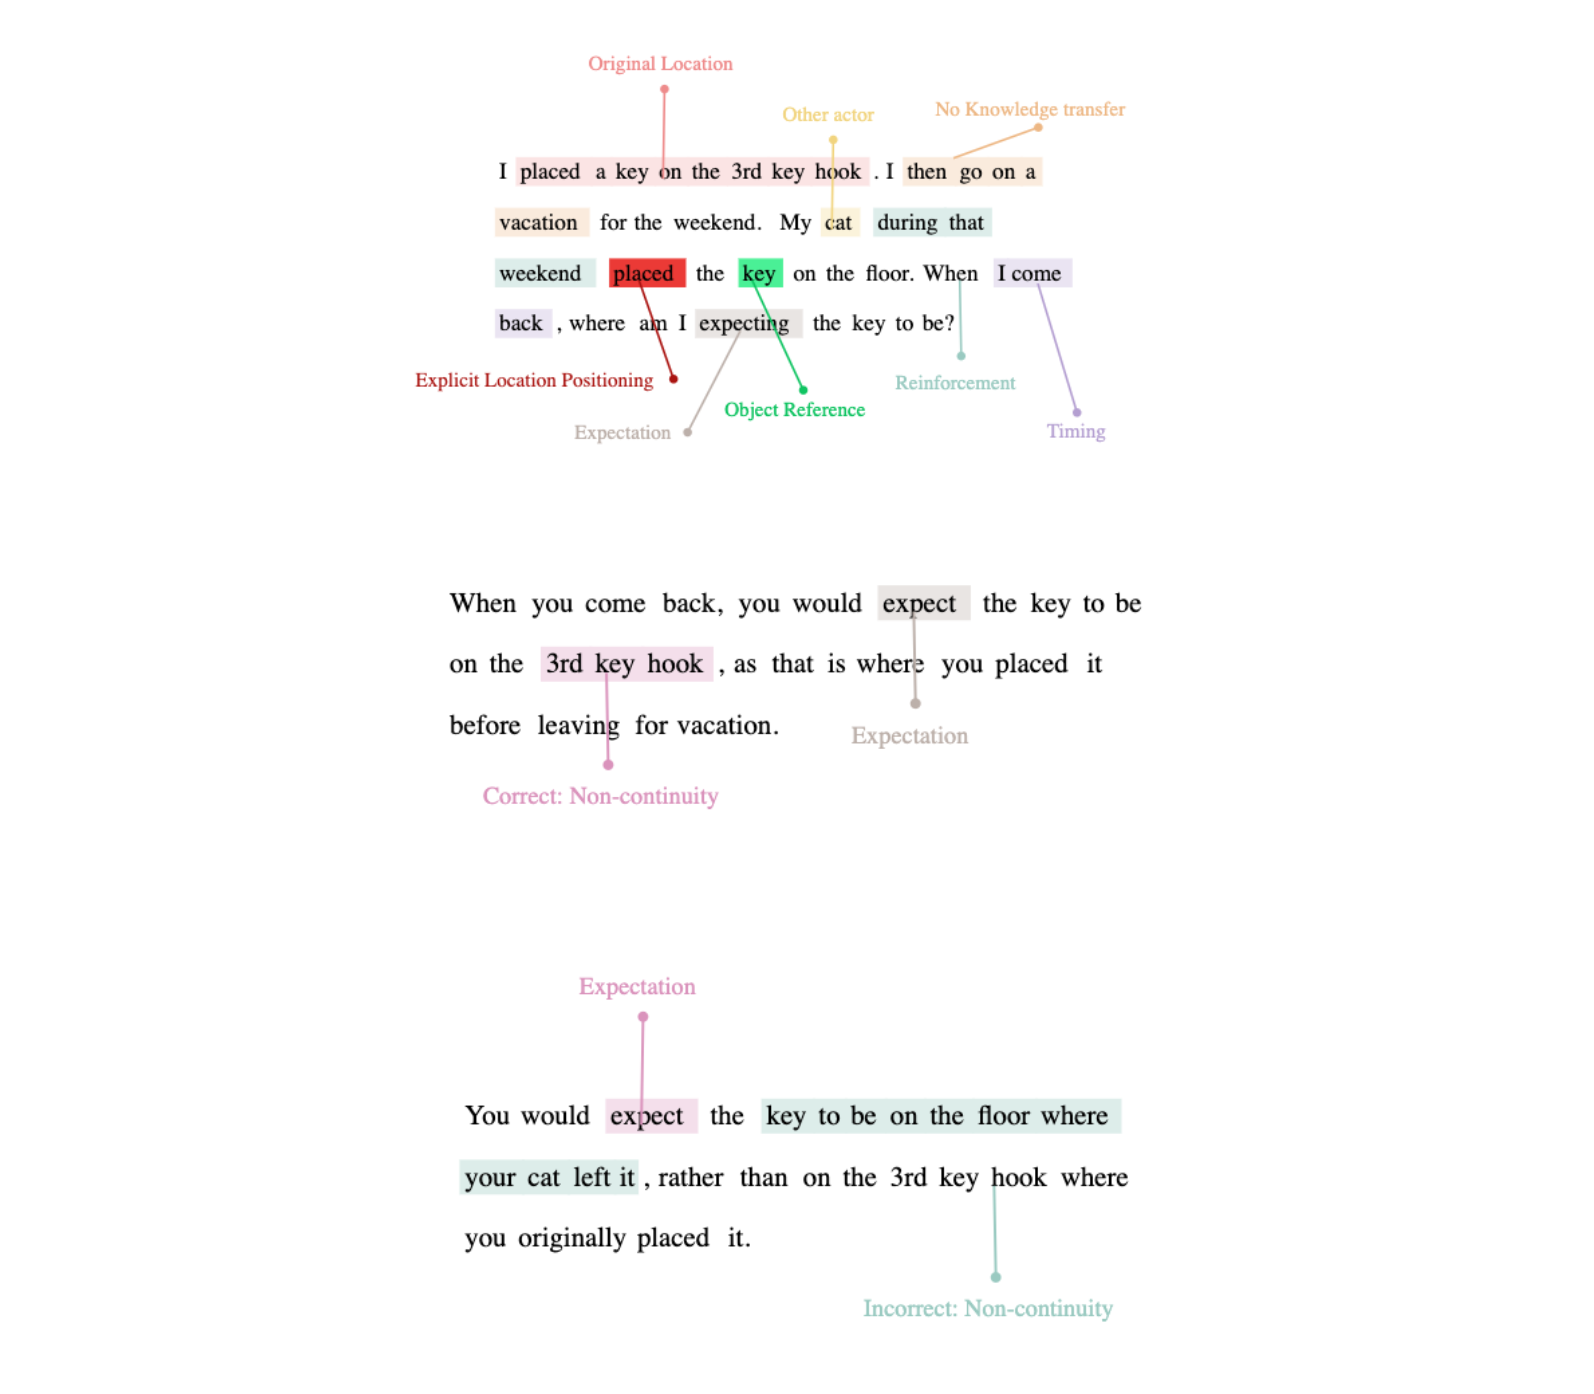 Original Location
Other actor
No Knowledge transfer
I placed a key on the 3rd key hook . I then go on a
vacation for the weekend. My cat during that
weekend placed the key on the floor. When I come
back , where am I expecting the key to be?
Explicit Location Positioning
Reinforcement
Object Reference
Expectation
Timing
When you come back, you would expect the key to be
on the 3rd key hook , as that is where you placed it
before leaving for vacation.
Expectation
Correct: Non-continuity
Expectation
You would expect the key to be on the floor where
your cat left it , rather than on the 3rd key hook where
you originally placed it.
Incorrect: Non-continuity